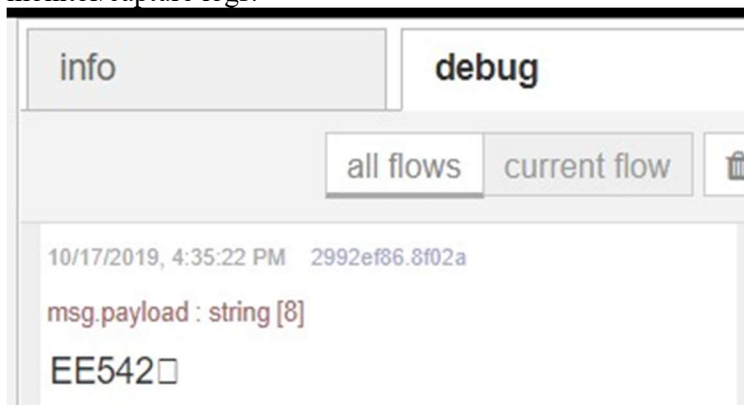 info debug
all flows current flow
10/17/2019, 4:35:22 PM 2992ef86.8f02a
msg.payload : string [8]
EE542□